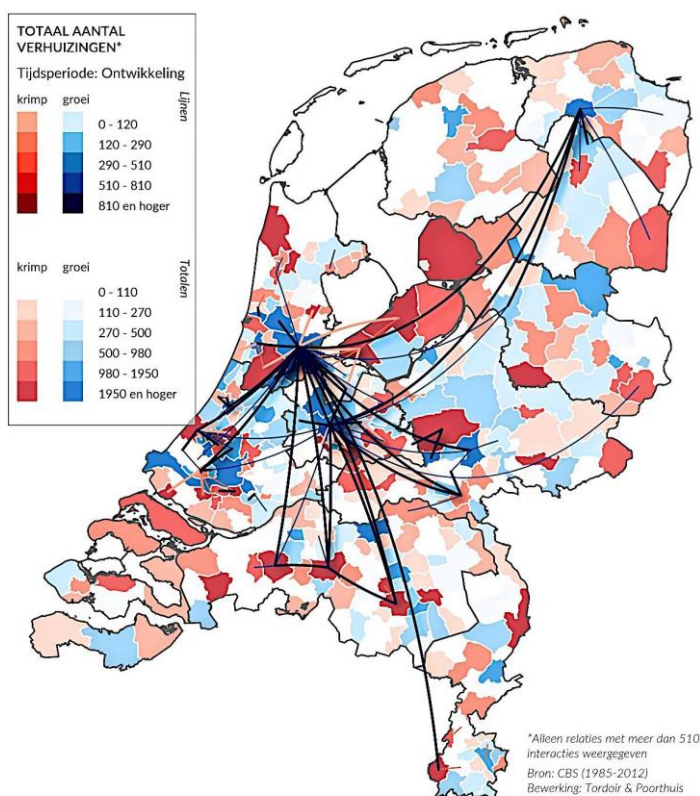 TOTAAL AANTAL
VERHUIZINGEN*
Tijdsperiode: Ontwikkeling
Lijnen
krimp groei
0 - 120
120 - 290
290 - 510
510 - 810
810 en hoger
Totalen
krimp groei
0 - 110
110 - 270
270 - 500
500 - 980
980 - 1950
1950 en hoger
*Alleen relaties met meer dan 510
interacties weergegeven
Bron: CBS (1985-2012)
Bewerking: Tordoir & Poorthuis